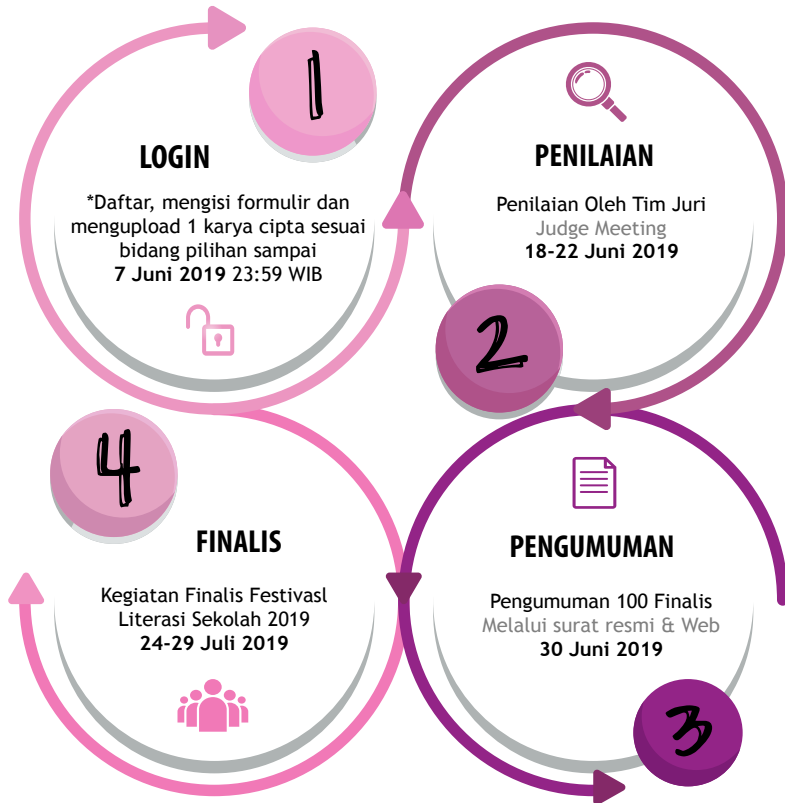 1
LOGIN
*Daftar, mengisi formulir dan
mengupload 1 karya cipta sesuai
bidang pilihan sampai
7 Juni 2019 23:59 WIB
PENILAIAN
Penilaian Oleh Tim Juri
Judge Meeting
18-22 Juni 2019
2
PENGUMUMAN
Pengumuman 100 Finalis
Melalui surat resmi & Web
30 Juni 2019
3
4
FINALIS
Kegiatan Finalis Festivasl
Literasi Sekolah 2019
24-29 Juli 2019